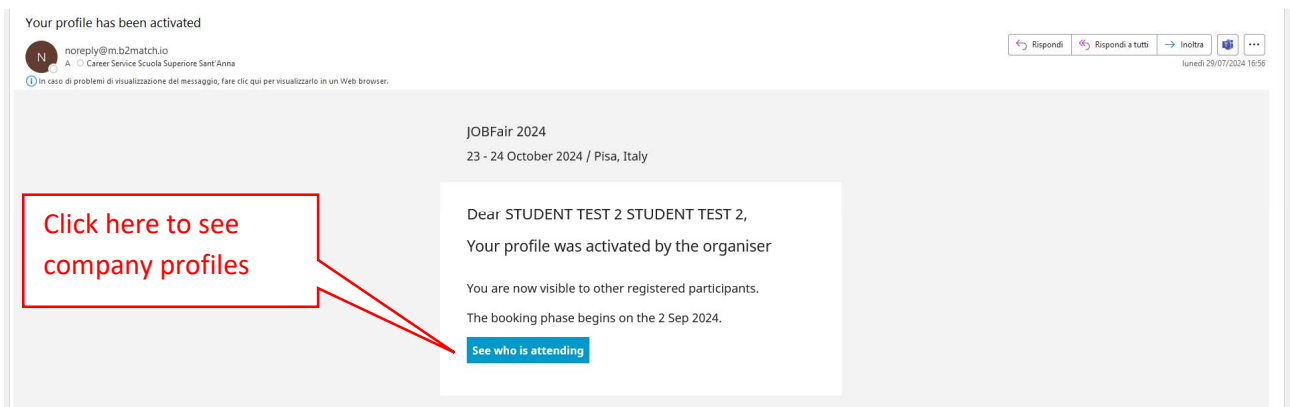 Your profile has been activated
N
noreply@m.b2match.io
A Career Service Scuola Superiore Sant'Anna
Rispondi
Rispondi a tutti
Inoltra
lunedì 29/07/2024 16:56
In caso di problemi di visualizzazione del messaggio, fare clic qui per visualizzarlo in un Web browser.
JOBFair 2024
23 - 24 October 2024 / Pisa, Italy
Click here to see
company profiles
Dear STUDENT TEST 2 STUDENT TEST 2,
Your profile was activated by the organiser
You are now visible to other registered participants.
The booking phase begins on the 2 Sep 2024.
See who is attending